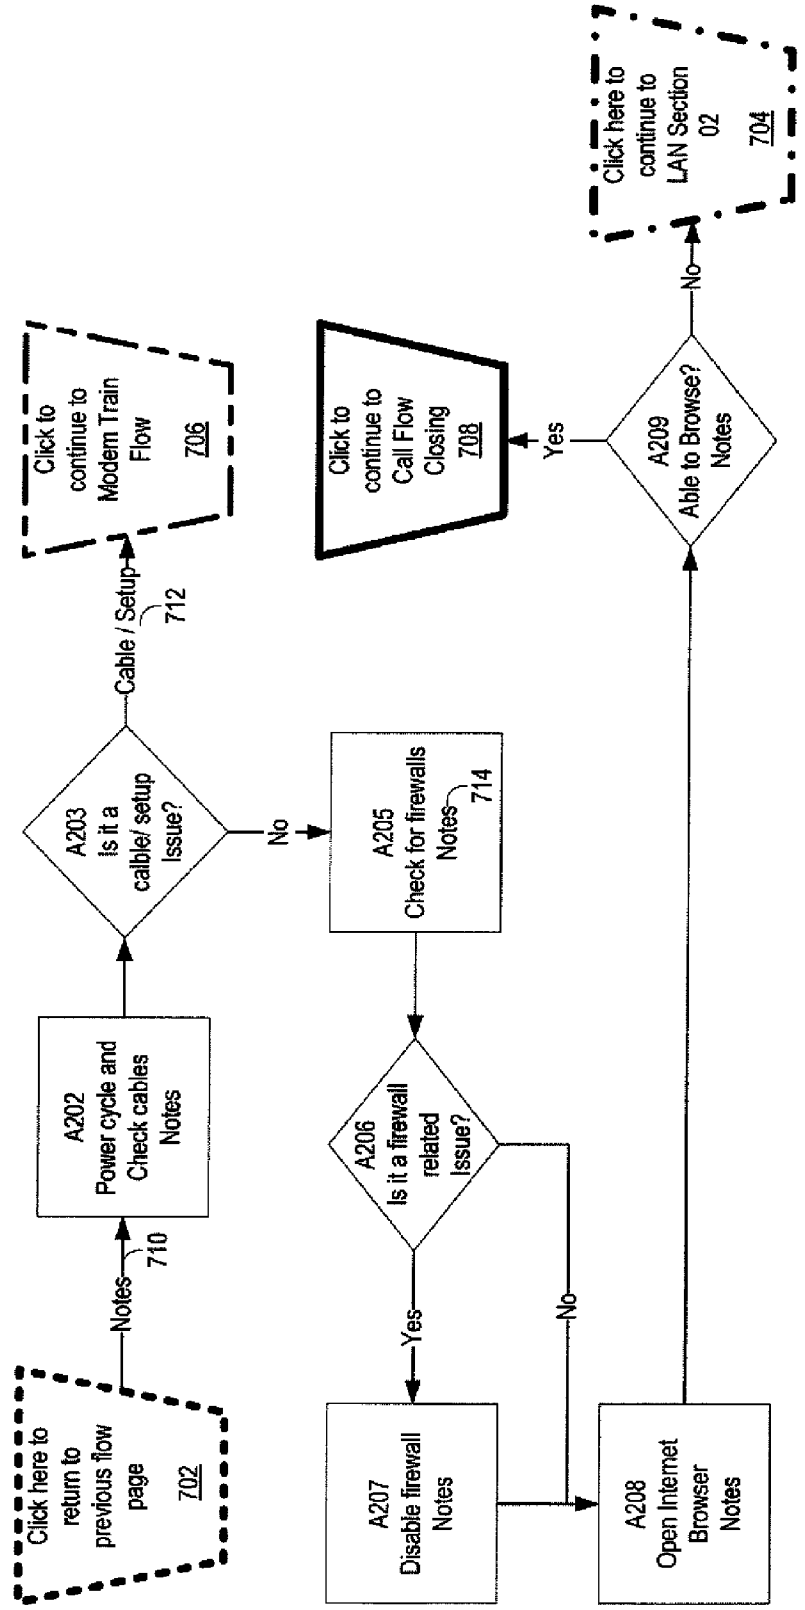 Click here to
return to
previous flow
page
702
Notes
710
A202
Power cycle and
Check cables
Notes
A203
Is it a
calble/ setup
Issue?
Cable / Setup
712
Click to
continue to
Modem Train
Flow
706
No
A205
Check for firewalls
Notes
714
A206
Is it a firewall
related
Issue?
Yes
No
A207
Disable firewall
Notes
A208
Open Internet
Browser
Notes
A209
Able to Browse?
Notes
Yes
Click to
continue to
Call Flow
Closing
708
No
Click here to
continue to
LAN Section
02
704